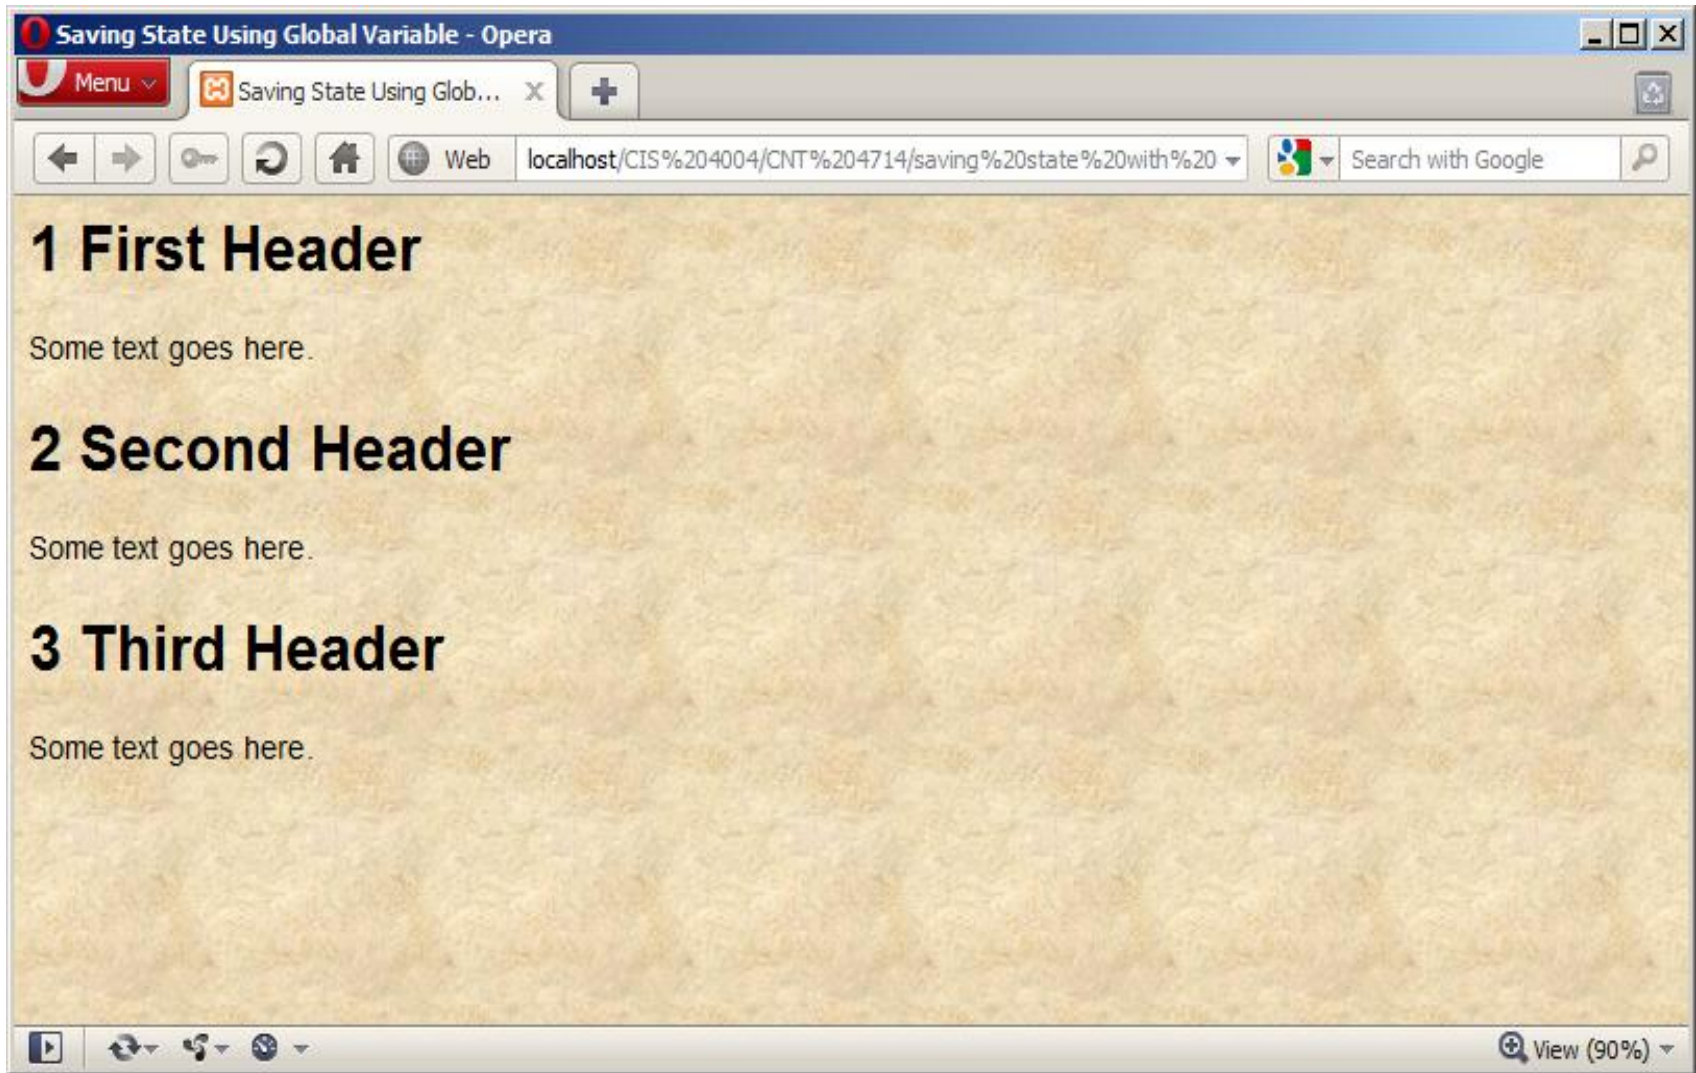 Saving State Using Global Variable - Opera
Menu
Saving State Using Glob...
Web
localhost/CIS%204004/CNT%204714/saving%20state%20with%20
Search with Google
1 First Header
Some text goes here.
2 Second Header
Some text goes here.
3 Third Header
Some text goes here.
View (90%)